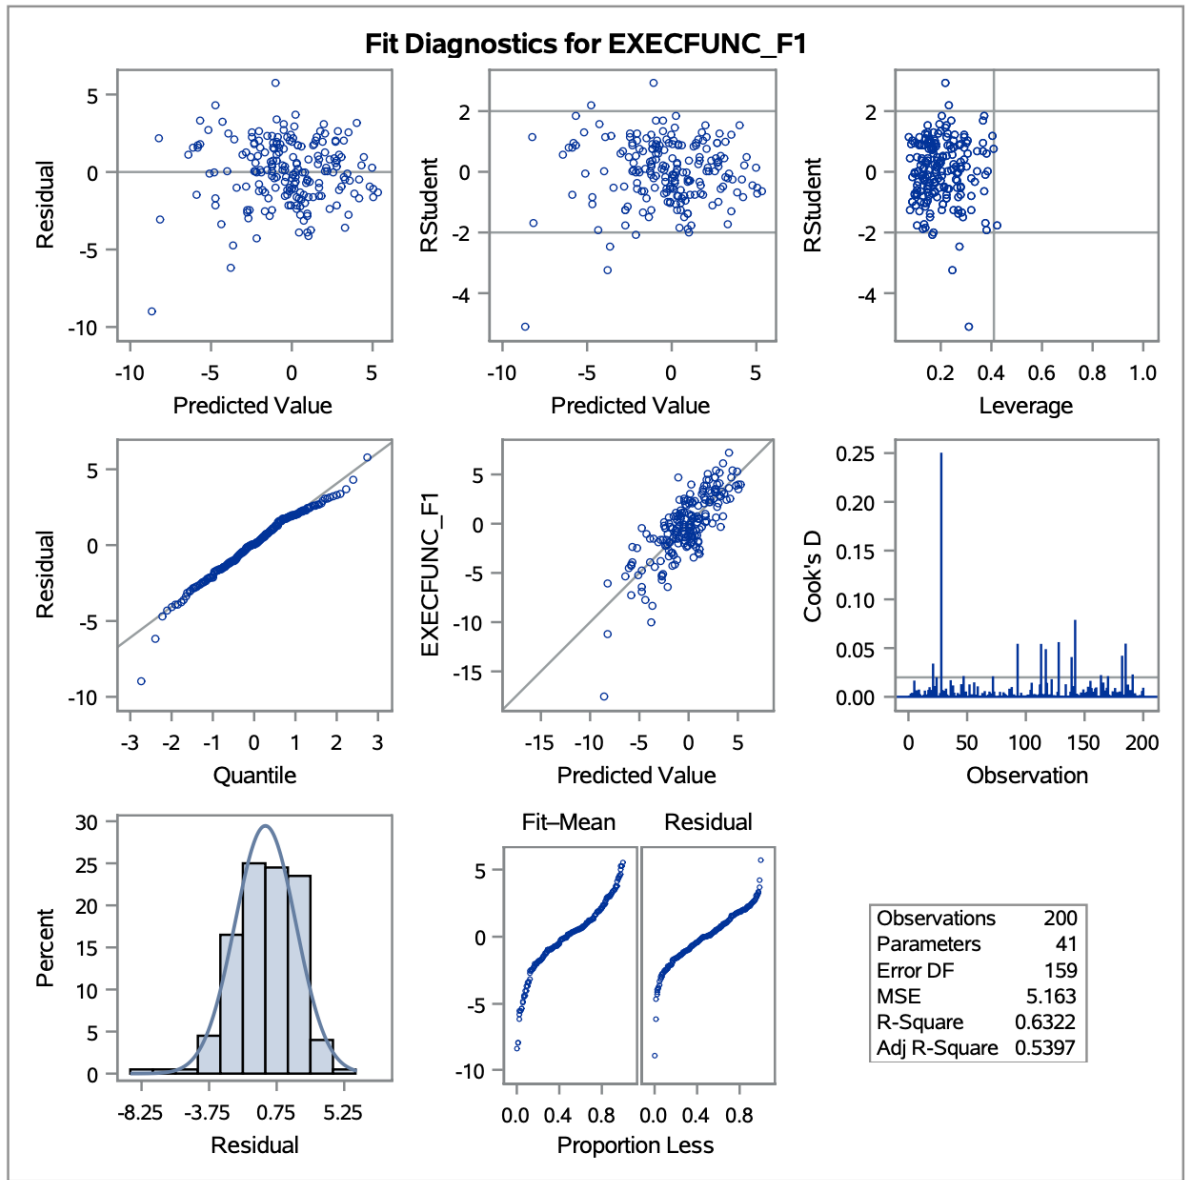 Fit Diagnostics for EXECFUNC_F1
Residual
5
0
-5
-10
-10 -5 0 5
Predicted Value
RStudent
2
0
-2
-4
-10 -5 0 5
Predicted Value
RStudent
2
0
-2
-4
0.2 0.4 0.6 0.8 1.0
Leverage
Residual
5
0
-5
-10
-3 -2 -1 0 1 2 3
Quantile
EXECFUNC_F1
5
0
-5
-10
-15
-15 -10 -5 0 5
Predicted Value
Cook's D
0.25
0.20
0.15
0.10
0.05
0.00
0 50 100 150 200
Observation
Percent
30
25
20
15
10
5
0
-8.25 -3.75 0.75 5.25
Residual
Fit–Mean Residual
5
0
-5
-10
0.0 0.4 0.8 0.0 0.4 0.8
Proportion Less
Observations 200
Parameters 41
Error DF 159
MSE 5.163
R-Square 0.6322
Adj R-Square 0.5397